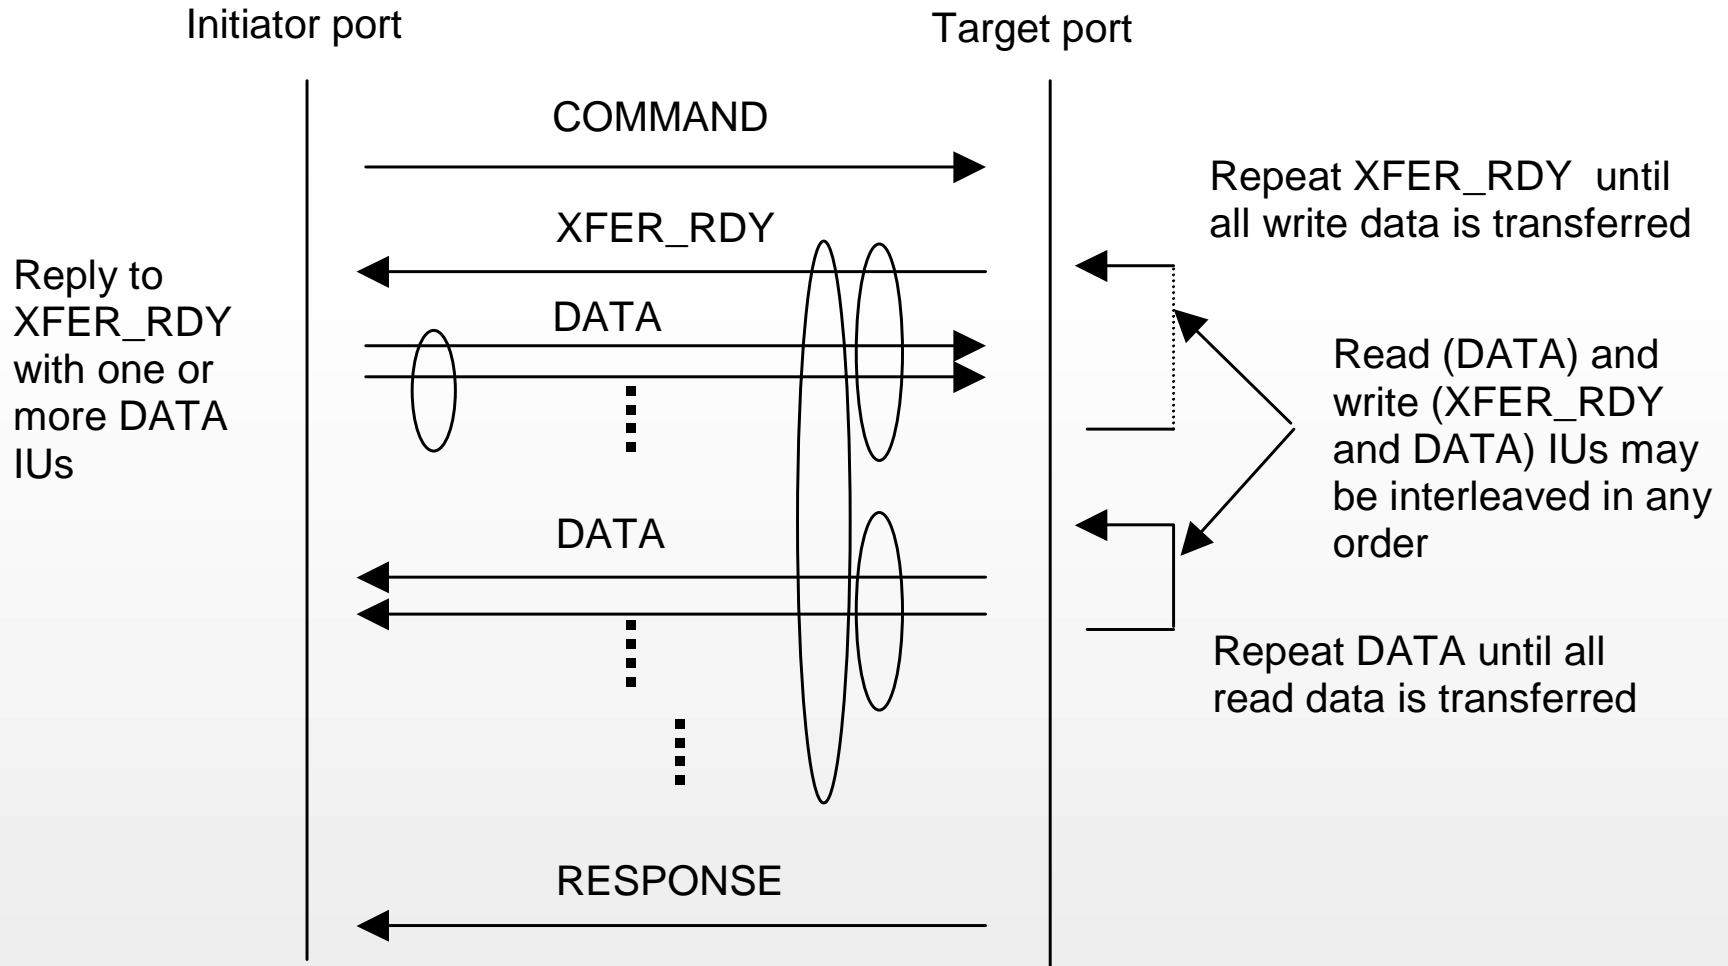 Initiator port
Target port
COMMAND
Repeat XFER_RDY until
all write data is transferred
XFER_RDY
Reply to
XFER_RDY
with one or
more DATA
IUs
DATA
Read (DATA) and
write (XFER_RDY
and DATA) IUs may
be interleaved in any
order
DATA
Repeat DATA until all
read data is transferred
RESPONSE